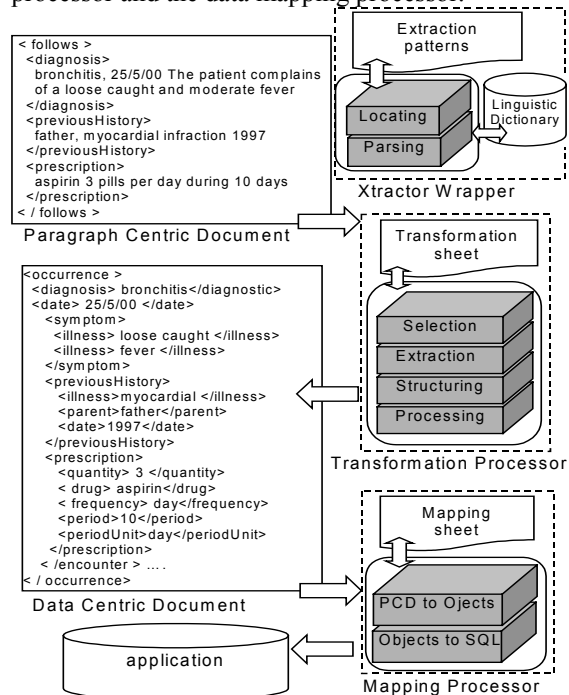 processor and the data mapping processor.
< follows >
<diagnosis>
bronchitis, 25/5/00 The patient complains
of a loose caught and moderate fever
</diagnosis>
<previousHistory>
father, myocardial infraction 1997
</previousHistory>
<prescription>
aspirin 3 pills per day during 10 days
</prescription>
< / follows >
Paragraph Centric Document
Extraction
patterns
Locating
Parsing
Linguistic
Dictionary
Xtractor Wrapper
Transformation
sheet
Selection
Extraction
Structuring
Processing
Transformation Processor
<occurrence >
<diagnosis> bronchitis</diagnostic>
<date> 25/5/00 </date>
<symptom>
<illness> loose caught </illness>
<illness> fever </illness>
</symptom>
<previousHistory>
<illness>myocardial </illness>
<parent>father</parent>
<date>1997</date>
</previousHistory>
<prescription>
<quantity> 3 </quantity>
< drug> aspirin</drug>
< frequency> day</frequency>
<period>10</period>
<periodUnit>day</periodUnit>
</prescription>
< /encounter > ....
< / occurrence>
Data Centric Document
Mapping
sheet
PCD to Ojects
Objects to SQL
Mapping Processor
application